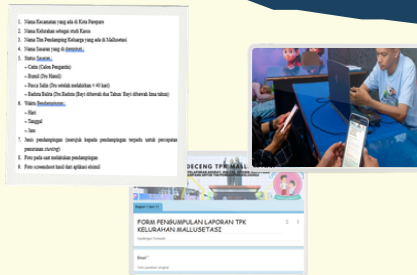 1. Nama Kecamatan yang ada di Kota Parepare
2. Nama Kelurahan sebagai studi Kasus
3. Nama Tim Pendamping Keluarga yang ada di Mallusetasi
4. Nama Sasaran yang di dampingi.
5. Status Sasaran:
– Catin (Calon Pengantin)
– Bumil (Ibu Hamil)
– Pasca Salin (Ibu setelah melahirkan + 40 hari)
– Baduta/Balita (Ibu Baduta (Bayi dibawah dua Tahun/ Bayi dibawah lima tahun)
6. Waktu Pendampingan:
– Hari
– Tanggal
– Jam
7. Jenis pendampingan (merujuk kepada pendampingan terpadu untuk percepatan
penurunan stunting)
8. Foto pada saat melakukan pendampingan
9. Foto screenshoot hasil dari aplikasi elsimil
DECENG TPK MALL
FORM PENGUMPULAN LAPORAN TPK
KELURAHAN MALLUSETASI
Email *